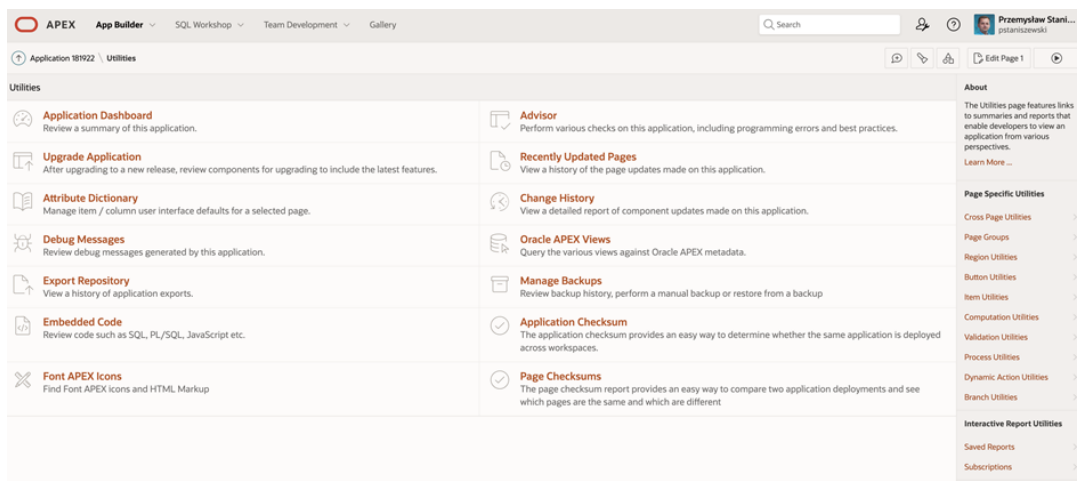 APEX App Builder SQL Workshop Team Development Gallery Search Przemysław Stani...
pstaniszewski
Application 181922 \ Utilities Edit Page 1
Utilities
Application Dashboard
Review a summary of this application.
Advisor
Perform various checks on this application, including programming errors and best practices.
Upgrade Application
After upgrading to a new release, review components for upgrading to include the latest features.
Recently Updated Pages
View a history of the page updates made on this application.
Attribute Dictionary
Manage item / column user interface defaults for a selected page.
Change History
View a detailed report of component updates made on this application.
Debug Messages
Review debug messages generated by this application.
Oracle APEX Views
Query the various views against Oracle APEX metadata.
Export Repository
View a history of application exports.
Manage Backups
Review backup history, perform a manual backup or restore from a backup
Embedded Code
Review code such as SQL, PL/SQL, JavaScript etc.
Application Checksum
The application checksum provides an easy way to determine whether the same application is deployed
across workspaces.
Font APEX Icons
Find Font APEX icons and HTML Markup
Page Checksums
The page checksum report provides an easy way to compare two application deployments and see
which pages are the same and which are different
About
The Utilities page features links
to summaries and reports that
enable developers to view an
application from various
perspectives.
Learn More ...
Page Specific Utilities
Cross Page Utilities
Page Groups
Region Utilities
Button Utilities
Item Utilities
Computation Utilities
Validation Utilities
Process Utilities
Dynamic Action Utilities
Branch Utilities
Interactive Report Utilities
Saved Reports
Subscriptions